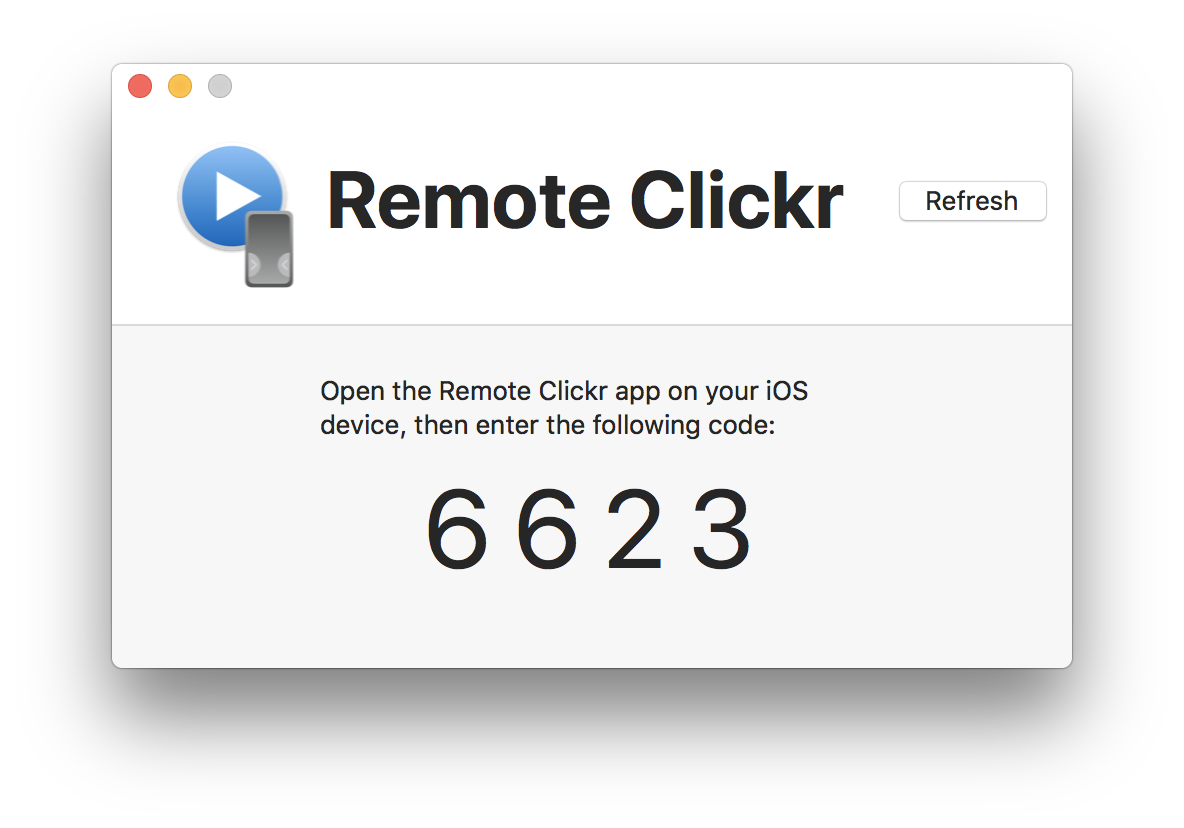 Remote Clickr
Refresh
Open the Remote Clickr app on your iOS
device, then enter the following code:
6 6 2 3